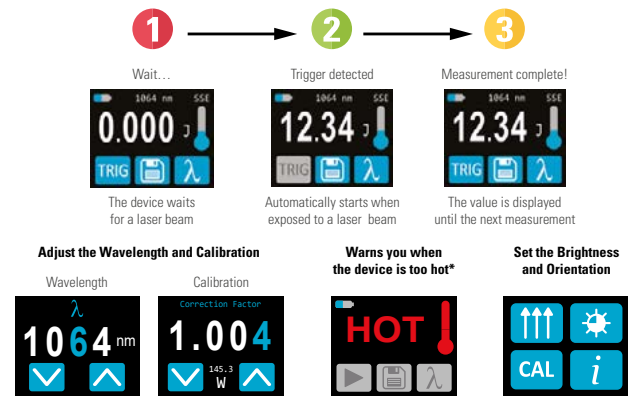 1
2
3
Wait...
Trigger detected
Measurement complete!
1064 nm SSE
0.000 J
TRIG λ
1064 nm SSE
12.34 J
TRIG λ
1064 nm SSE
12.34 J
TRIG λ
The device waits
for a laser beam
Automatically starts when
exposed to a laser beam
The value is displayed
until the next measurement
Adjust the Wavelength and Calibration
Wavelength
Calibration
λ
1064 nm
Correction Factor
1.004
145.3
W
Warns you when
the device is too hot*
HOT
λ
Set the Brightness
and Orientation
CAL i